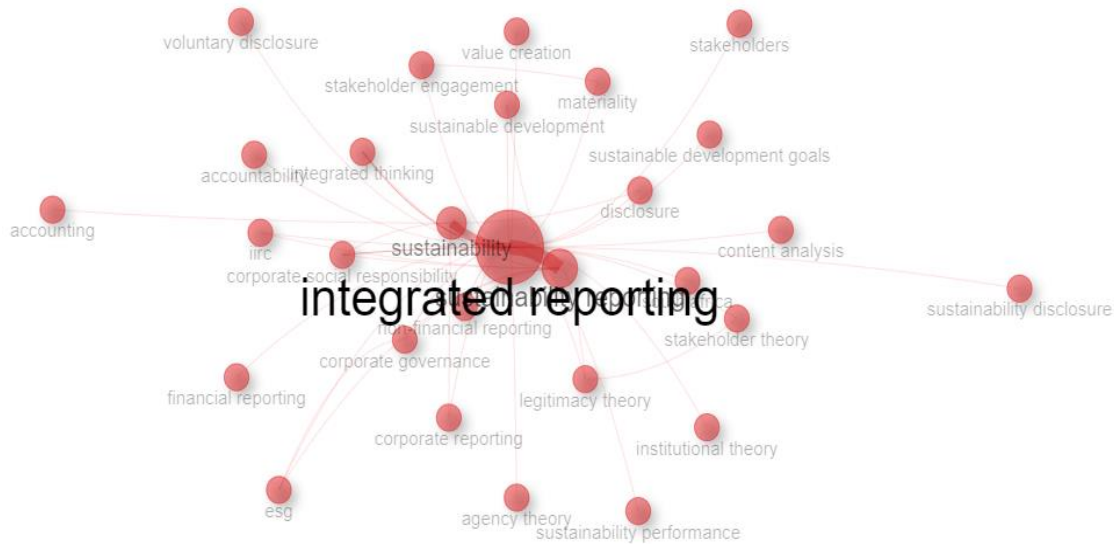 voluntary disclosure
value creation
stakeholders
stakeholder engagement
materiality
sustainable development
sustainable development goals
accountability
integrated thinking
disclosure
accounting
iirc
sustainability
content analysis
corporate social responsibility
integrated reporting
sustainability reporting
sustainability disclosure
non-financial reporting
stakeholder theory
corporate governance
financial reporting
legitimacy theory
corporate reporting
institutional theory
esg
agency theory
sustainability performance